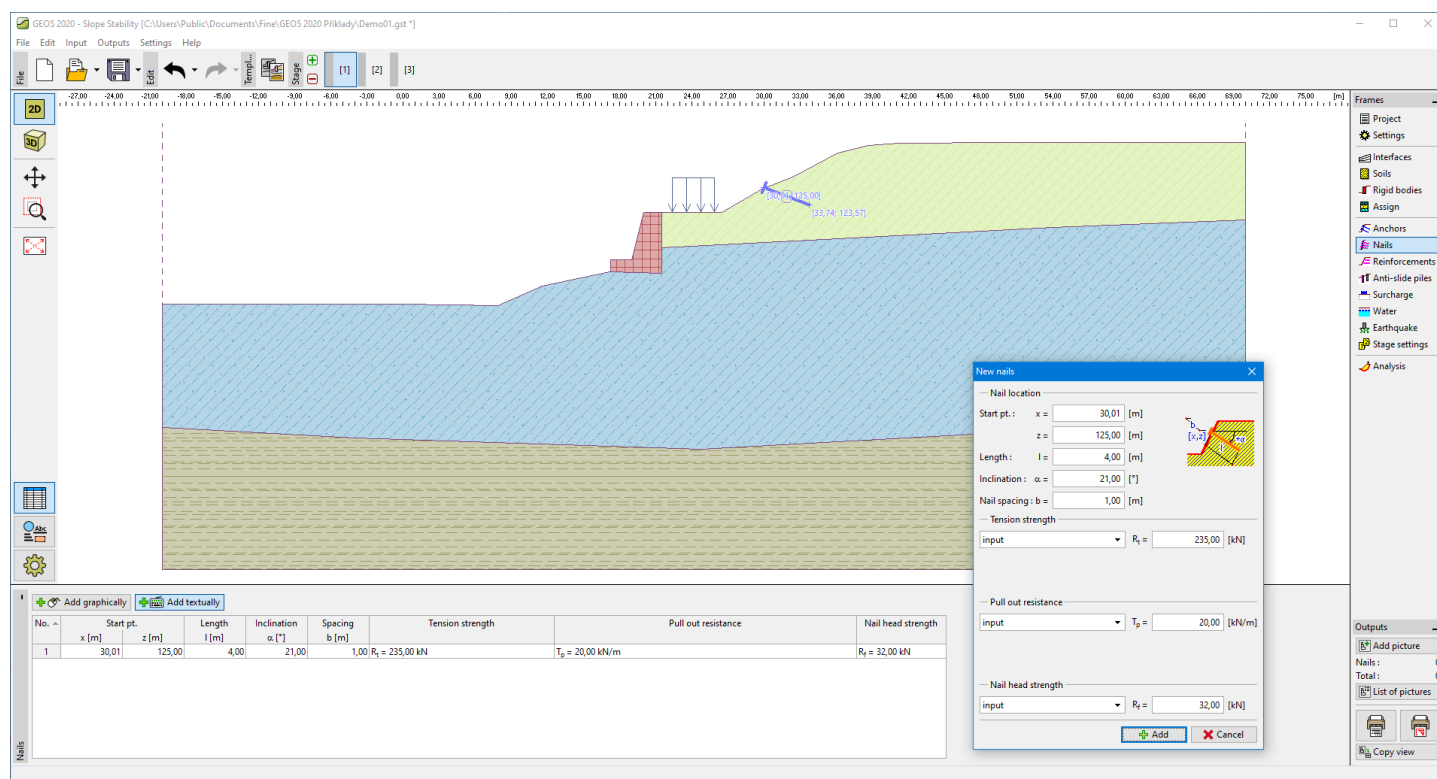 GEO5 2020 - Slope Stability [C:\Users\Public\Documents\Fine\GEO5 2020 Příklady\Demo01.gst *]
File Edit Input Outputs Settings Help
File Edit Templ... Stage [1] [2] [3]
-27,00 -24,00 -21,00 -18,00 -15,00 -12,00 -9,00 -6,00 -3,00 0,00 3,00 6,00 9,00 12,00 15,00 18,00 21,00 24,00 27,00 30,00 33,00 36,00 39,00 42,00 45,00 48,00 51,00 54,00 57,00 60,00 63,00 66,00 69,00 72,00 75,00 [m]
2D
3D
Abc
[30,01; 125,00]
[33,74; 123,57]
Frames
Project
Settings
Interfaces
Soils
Rigid bodies
Assign
Anchors
Nails
Reinforcements
Anti-slide piles
Surcharge
Water
Earthquake
Stage settings
Analysis
New nails
Nail location
Start pt. : x = 30,01 [m]
z = 125,00 [m]
Length : l = 4,00 [m]
Inclination : α = 21,00 [°]
Nail spacing : b = 1,00 [m]
b
[x,z]
l
+α
Tension strength
input Rt = 235,00 [kN]
Pull out resistance
input Tp = 20,00 [kN/m]
Nail head strength
input Rf = 32,00 [kN]
Add Cancel
Add graphically Add textually
No. Start pt. Length Inclination Spacing Tension strength Pull out resistance Nail head strength
x [m] z [m] l [m] α [°] b [m]
1 30,01 125,00 4,00 21,00 1,00 Rt = 235,00 kN Tp = 20,00 kN/m Rf = 32,00 kN
Nails
Outputs
Add picture
Nails :
Total :
List of pictures
Copy view